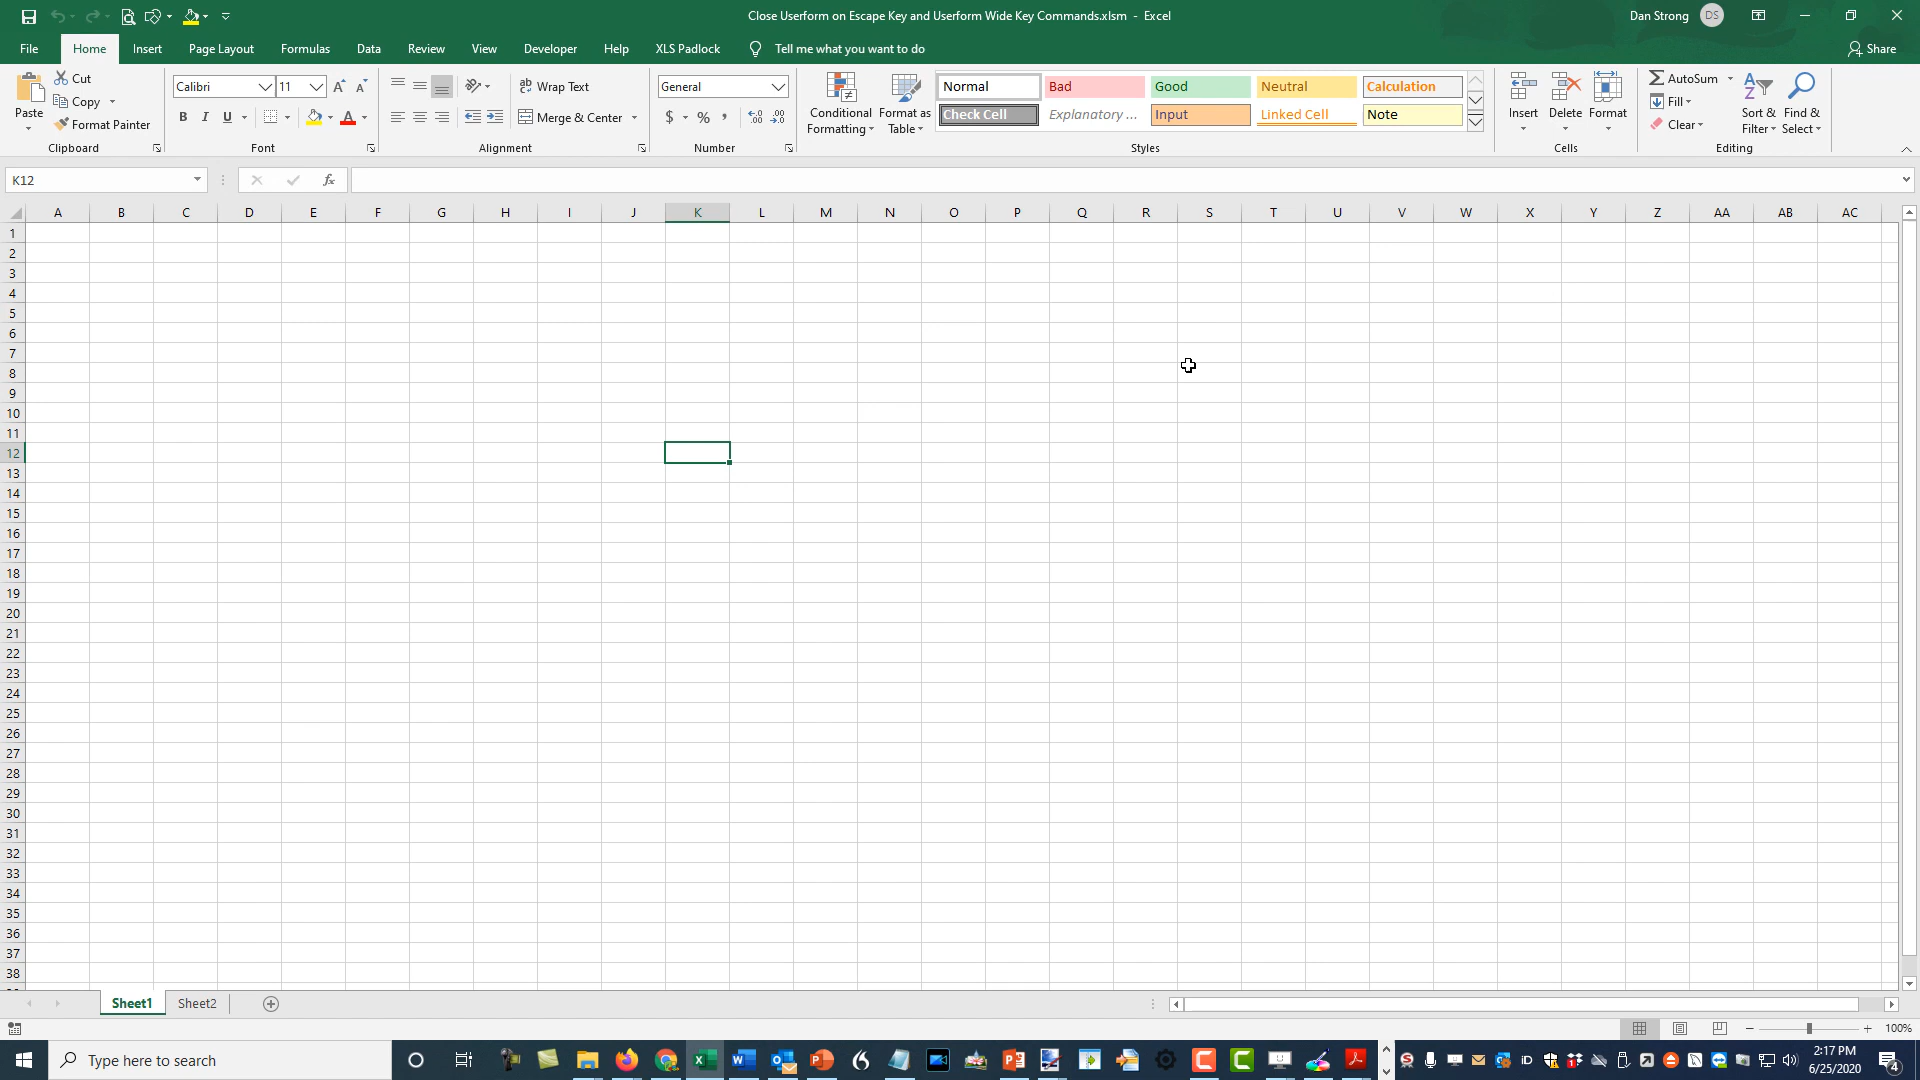 Close Userform on Escape Key and Userform Wide Key Commands.xlsm - Excel
Dan Strong DS
File Home Insert Page Layout Formulas Data Review View Developer Help XLS Padlock Tell me what you want to do Share
Paste Cut Copy Format Painter
Calibri 11 B I U
Wrap Text Merge & Center
General $ % ,
Conditional Formatting Format as Table
Normal Bad Good Neutral Calculation
Check Cell Explanatory ... Input Linked Cell Note
Insert Delete Format
AutoSum Fill Clear Sort & Filter Find & Select
Clipboard Font Alignment Number Styles Cells Editing
K12 fx
A B C D E F G H I J K L M N O P Q R S T U V W X Y Z AA AB AC
1
2
3
4
5
6
7
8
9
10
11
12
13
14
15
16
17
18
19
20
21
22
23
24
25
26
27
28
29
30
31
32
33
34
35
36
37
38
Sheet1 Sheet2
100%
Type here to search
2:17 PM
6/25/2020
4